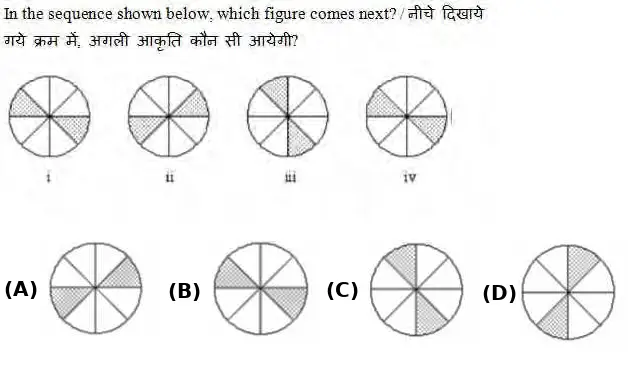 In the sequence shown below, which figure comes next? / नीचे दिखाये
गये क्रम में, अगली आकृति कौन सी आयेगी?
i ii iii iv
(A) (B) (C) (D)